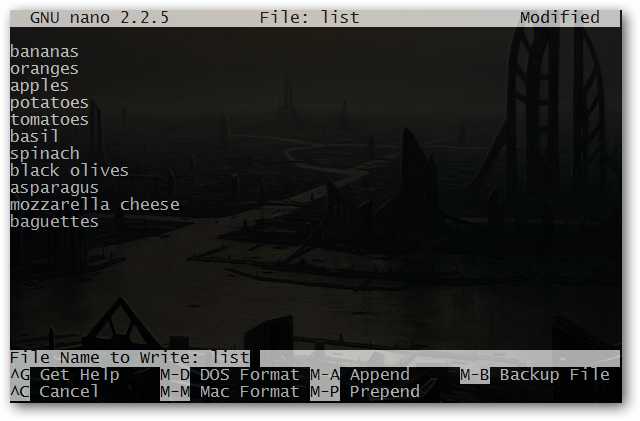 GNU nano 2.2.5 File: list Modified
bananas
oranges
apples
potatoes
tomatoes
basil
spinach
black olives
asparagus
mozzarella cheese
baguettes
File Name to Write: list
^G Get Help M-D DOS Format M-A Append M-B Backup File
^C Cancel M-M Mac Format M-P Prepend